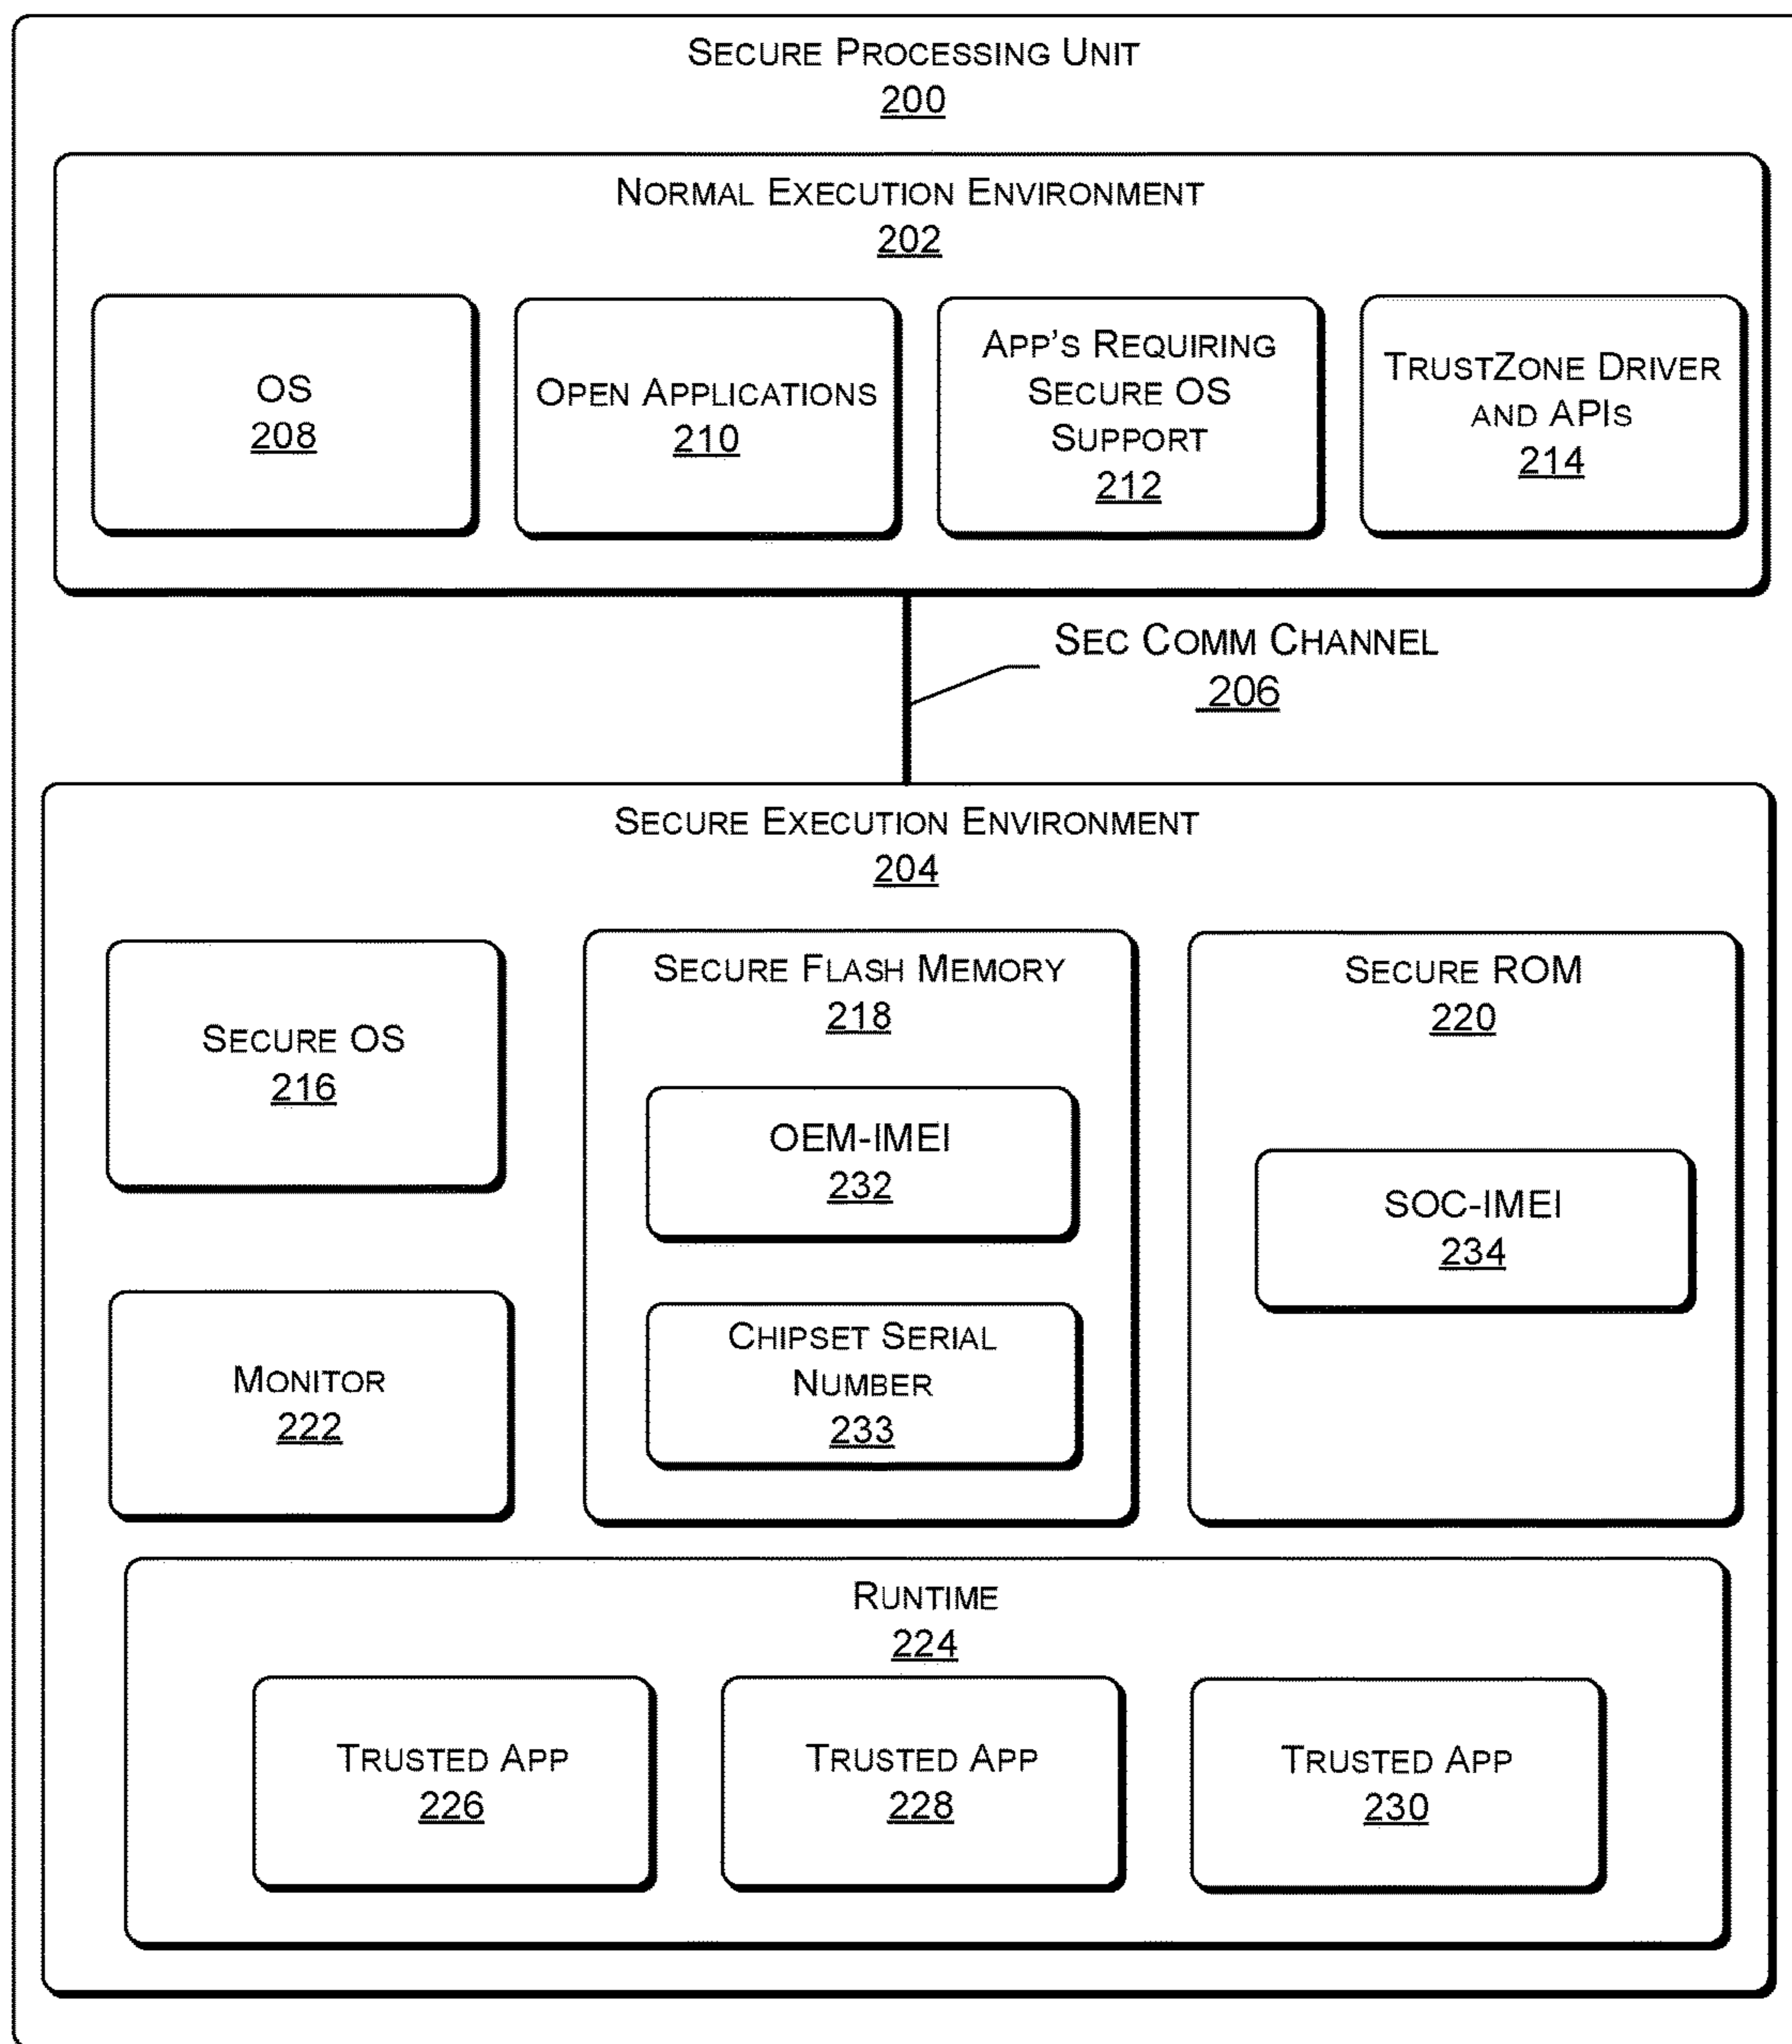 SECURE PROCESSING UNIT
200
NORMAL EXECUTION ENVIRONMENT
202
OS
208
OPEN APPLICATIONS
210
APP'S REQUIRING
SECURE OS
SUPPORT
212
TRUSTZONE DRIVER
AND APIS
214
SEC COMM CHANNEL
206
SECURE EXECUTION ENVIRONMENT
204
SECURE OS
216
SECURE FLASH MEMORY
218
OEM-IMEI
232
CHIPSET SERIAL
NUMBER
233
SECURE ROM
220
SOC-IMEI
234
MONITOR
222
RUNTIME
224
TRUSTED APP
226
TRUSTED APP
228
TRUSTED APP
230